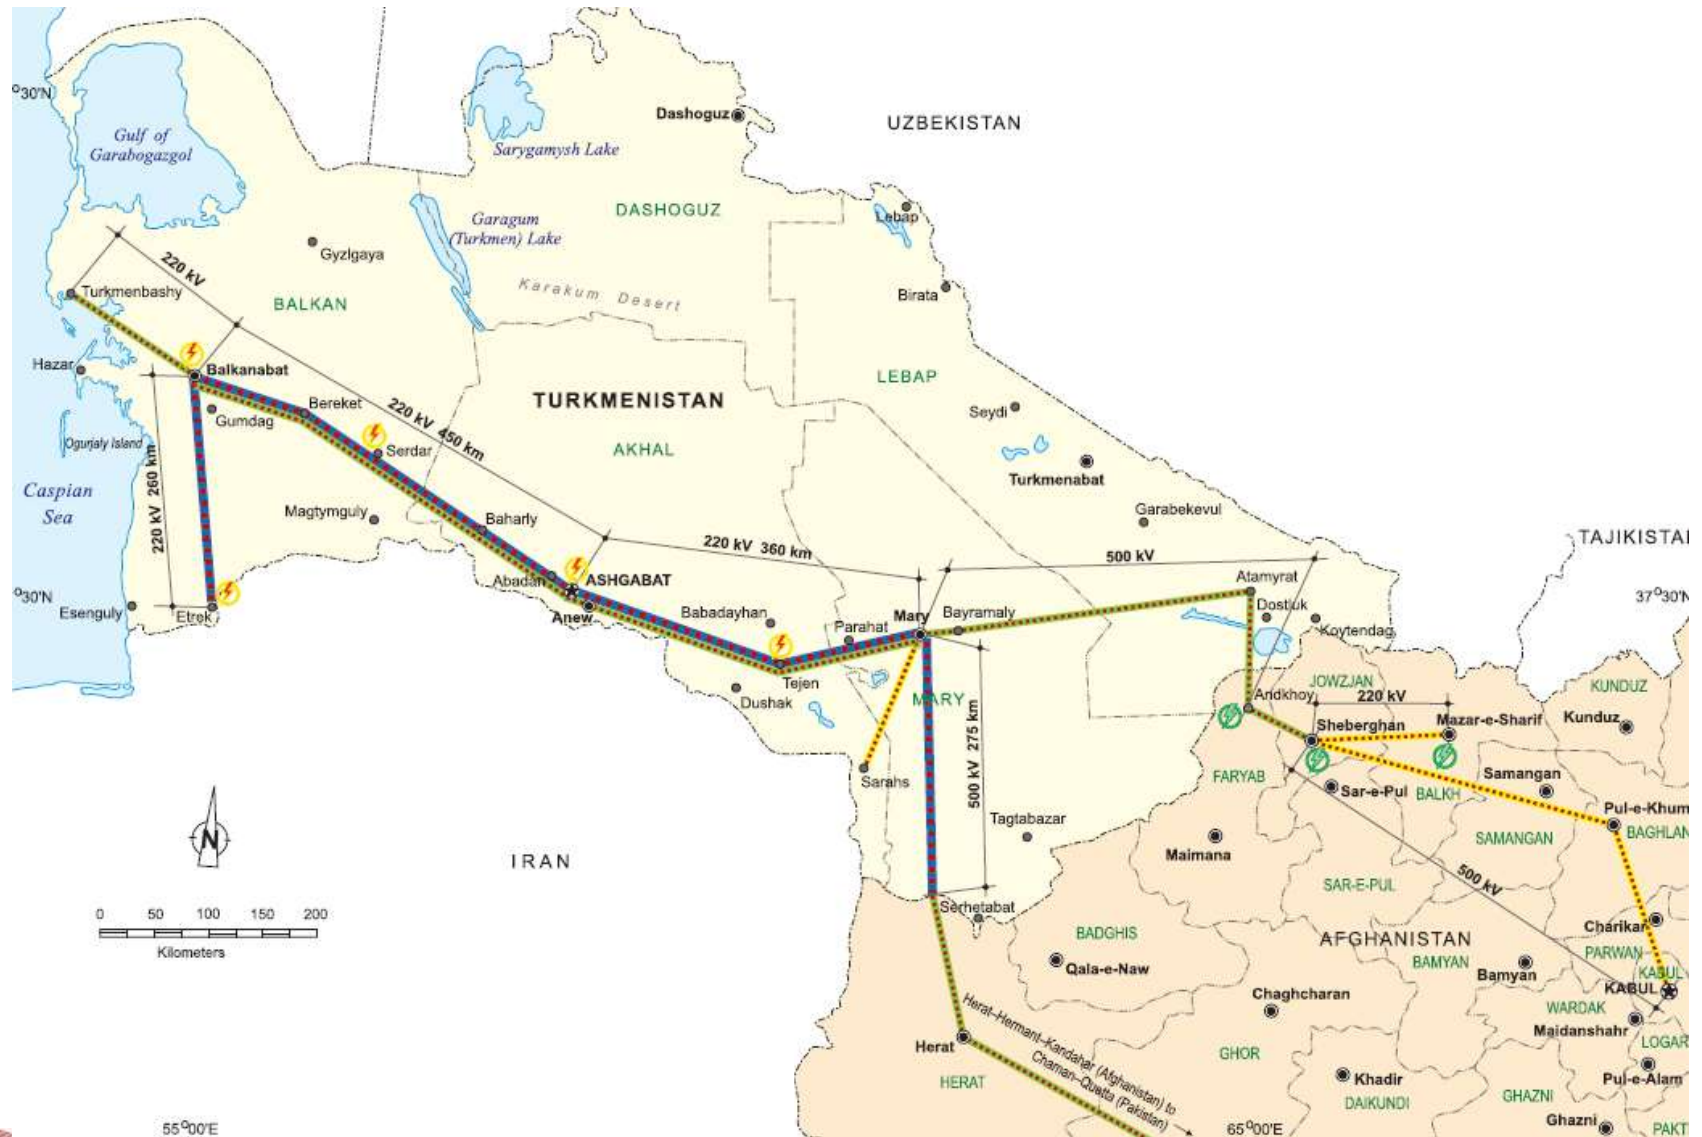 °30'N
Gulf of
Garabogazgol
Sarygamysh Lake
Dashoguz
UZBEKISTAN
DASHOGUZ
Garagum
(Turkmen) Lake
Lebap
Gyzlgaya
220 kV
Turkmenbashy
BALKAN
Karakum Desert
Birata
Hazar
Balkanabat
LEBAP
Bereket
Gumdag
TURKMENISTAN
Seydi
220 kV 450 km
Ogurjaly Island
Serdar
AKHAL
Turkmenabat
220 kV 260 km
Caspian
Sea
Magtymguly
Baharly
Garabekevul
TAJIKISTAN
220 kV 360 km
500 kV
°30'N
Esenguly
Etrek
Abadan
ASHGABAT
Anew
Babadayhan
Parahat
Mary
Bayramaly
Atamyrat
Dostluk
Koytendag
37°30'N
Tejen
Dushak
MARY
500 kV 275 km
Andkhoy
JOWZJAN
220 kV
KUNDUZ
Kunduz
Sheberghan
Mazar-e-Sharif
Sarahs
FARYAB
Sar-e-Pul
BALKH
Samangan
Pul-e-Khum
BAGHLAN
N
Tagtabazar
Maimana
SAMANGAN
IRAN
SAR-E-PUL
500 kV
0 50 100 150 200
Kilometers
Serhetabat
BADGHIS
Qala-e-Naw
AFGHANISTAN
BAMYAN
Bamyan
Charikar
PARWAN
KABUL
KABUL
Chaghcharan
WARDAK
Maidanshahr
LOGAR
Herat
Herat–Hermant–Kandahar (Afghanistan) to
Chaman–Quetta (Pakistan)
GHOR
HERAT
Khadir
DAIKUNDI
Pul-e-Alam
GHAZNI
Ghazni
PAKT
55°00'E
65°00'E